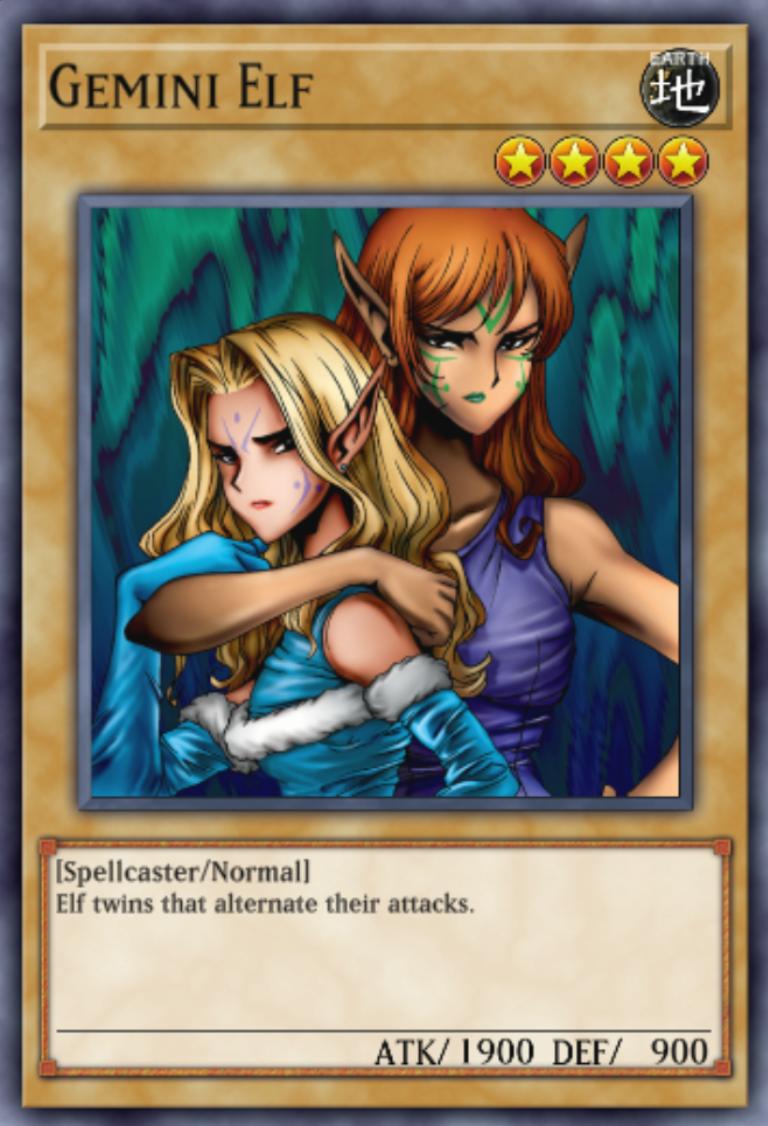 Gemini Elf
EARTH
地
[Spellcaster/Normal]
Elf twins that alternate their attacks.
ATK/ 1900 DEF/ 900